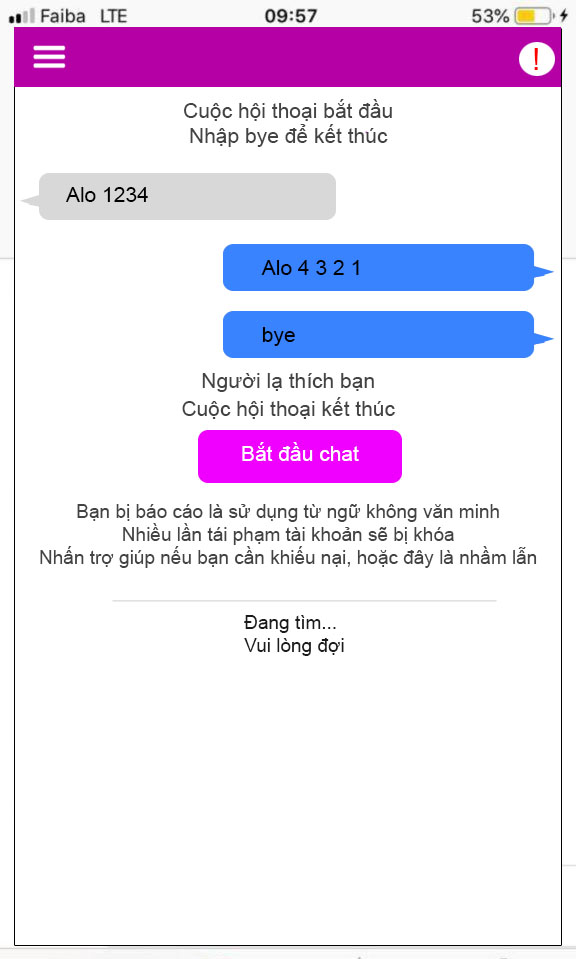 Faiba LTE 09:57 53%
!
Cuộc hội thoại bắt đầu
Nhập bye để kết thúc
Alo 1234
Alo 4 3 2 1
bye
Người lạ thích bạn
Cuộc hội thoại kết thúc
Bắt đầu chat
Bạn bị báo cáo là sử dụng từ ngữ không văn minh
Nhiều lần tái phạm tài khoản sẽ bị khóa
Nhấn trợ giúp nếu bạn cần khiếu nại, hoặc đây là nhầm lẫn
Đang tìm...
Vui lòng đợi